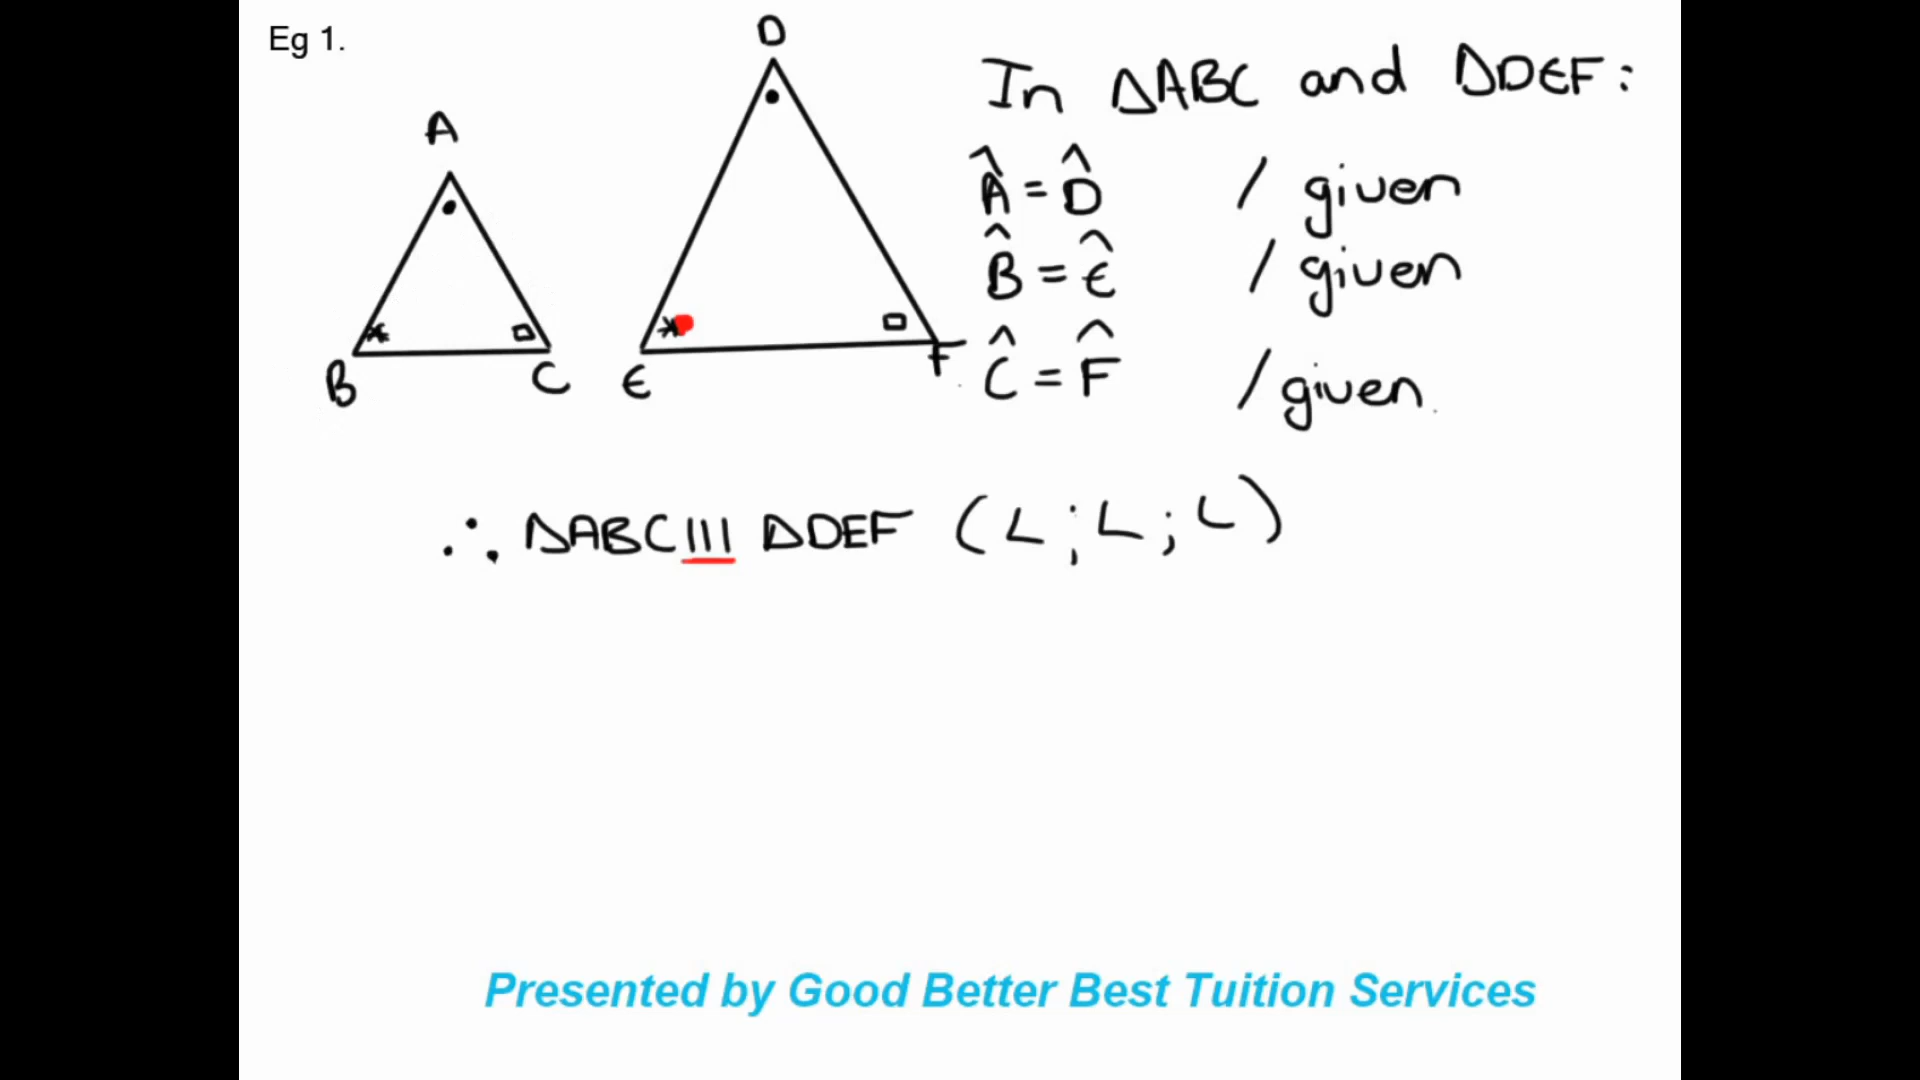 Eg 1.
D
A
B
C
E
F
In ΔABC and ΔDEF:
Â = D̂ / given
B̂ = Ê / given
Ĉ = F̂ / given
∴ ΔABC ||| ΔDEF (∠;∠;∠)
Presented by Good Better Best Tuition Services